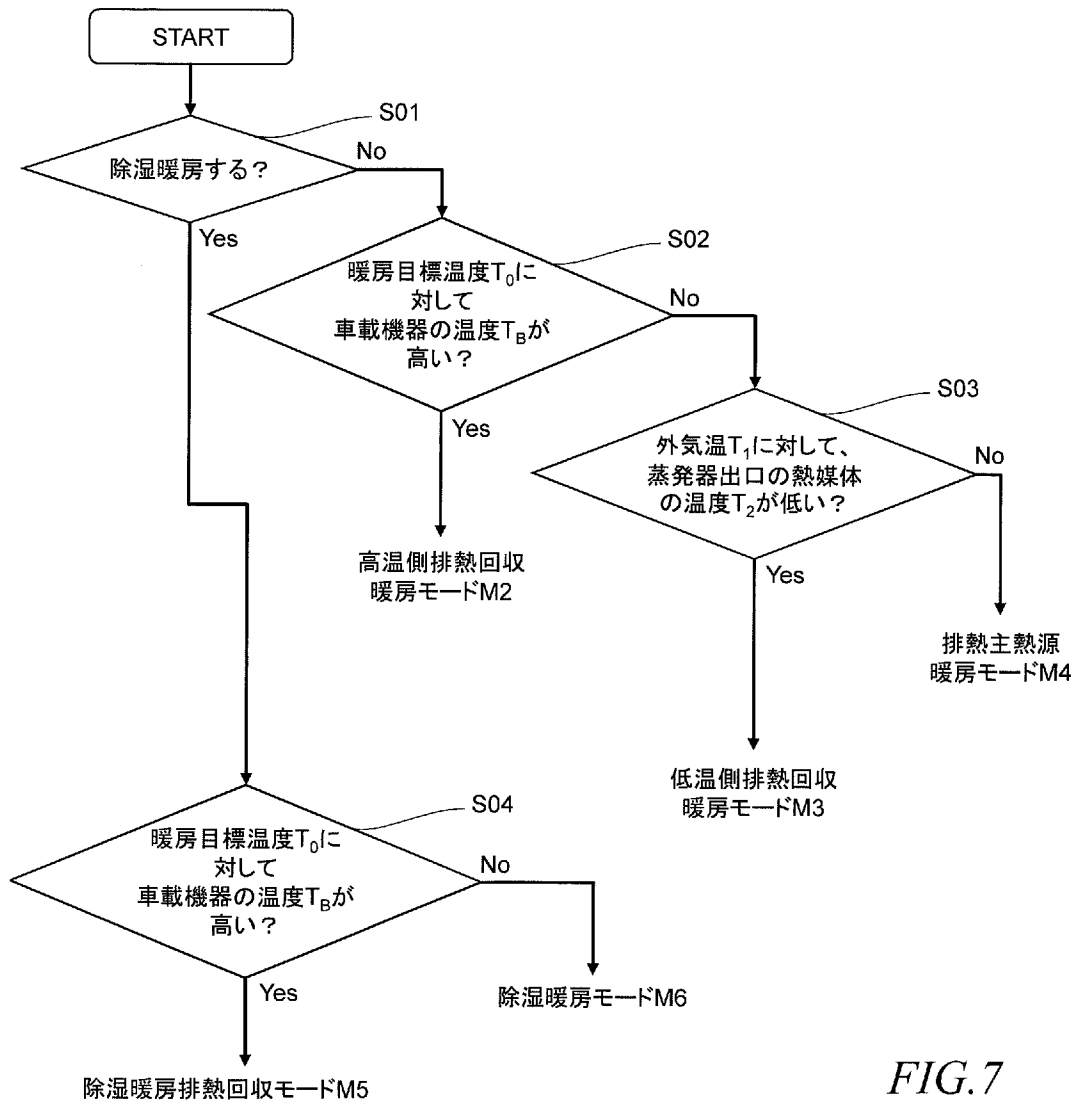 START
S01
除湿暖房する?
No
Yes
S02
暖房目標温度T₀に
対して
車載機器の温度T_Bが
高い?
No
Yes
S03
外気温T₁に対して、
蒸発器出口の熱媒体
の温度T₂が低い?
No
Yes
高温側排熱回収
暖房モードM2
排熱主熱源
暖房モードM4
低温側排熱回収
暖房モードM3
S04
暖房目標温度T₀に
対して
車載機器の温度T_Bが
高い?
No
Yes
除湿暖房モードM6
除湿暖房排熱回収モードM5
FIG.7